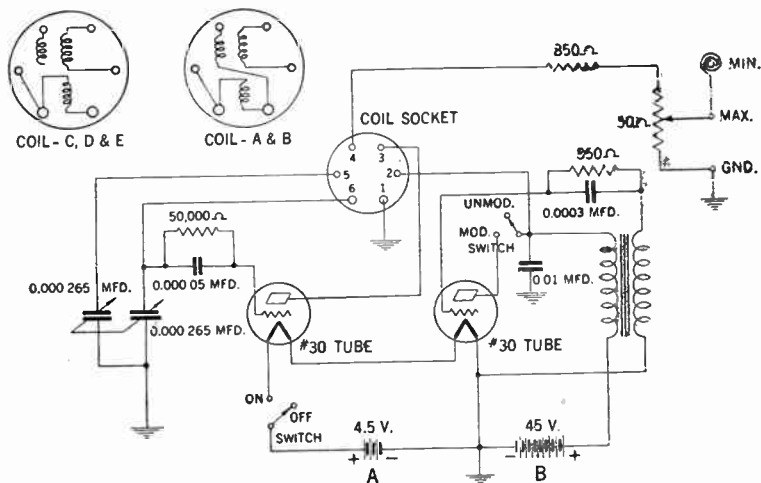 COIL - C, D & E
COIL - A & B
COIL SOCKET
4
3
5
2
6
1
850Ω
50Ω
MIN.
MAX.
GND.
950Ω
0.0003 MFD.
UNMOD.
MOD.
SWITCH
0.01 MFD.
50,000 Ω
0.000 05 MFD.
0.000 265 MFD.
0.000 265 MFD.
#30 TUBE
#30 TUBE
ON
OFF
SWITCH
4.5 V.
+ -
A
45 V.
- +
B